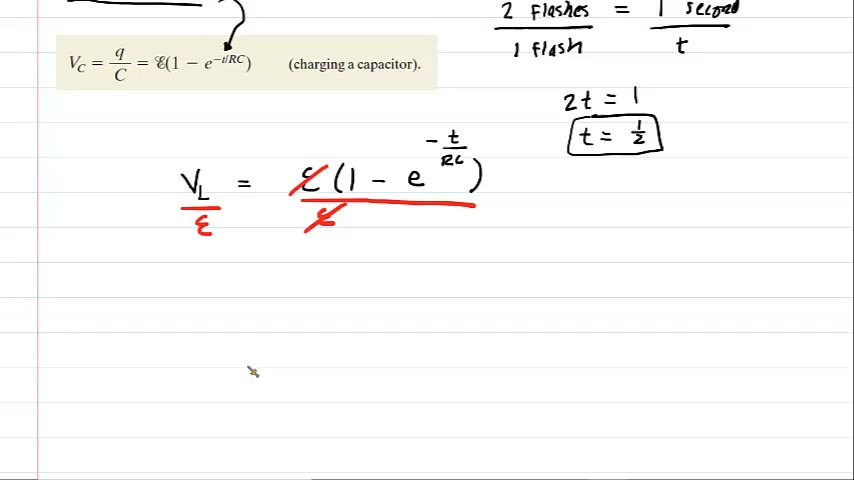 2 flashes = 1 second
1 flash t
V_C = q/C = ℰ(1 − e^{−t/RC}) (charging a capacitor).
2t = 1
t = 1/2
V_L = ℰ(1 − e^{−t/RC})
ℰ ℰ